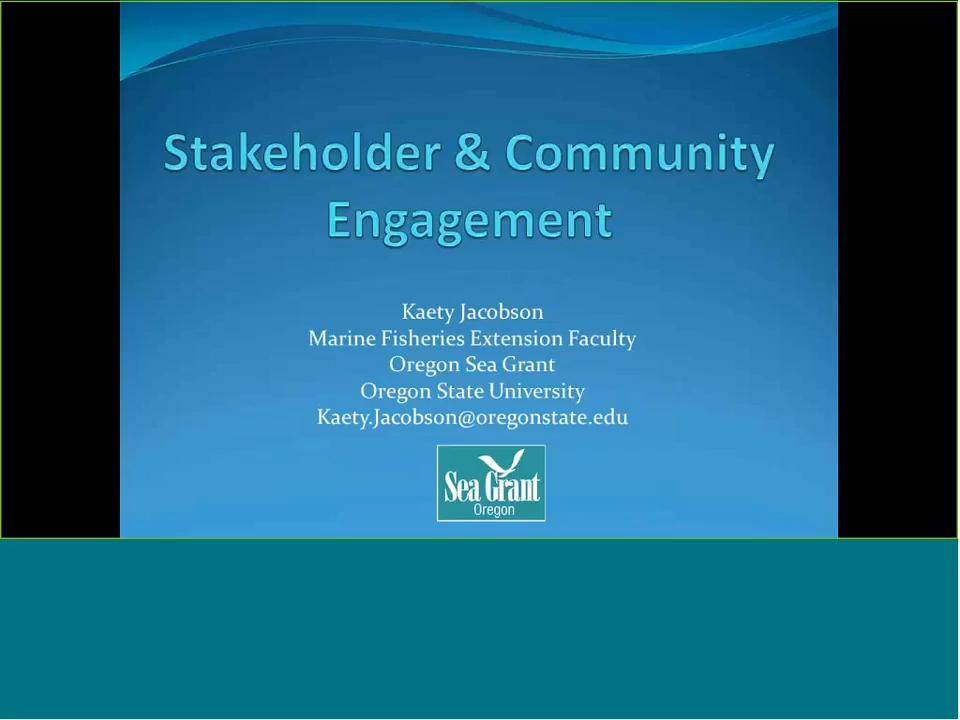 Stakeholder & Community
Engagement
Kaety Jacobson
Marine Fisheries Extension Faculty
Oregon Sea Grant
Oregon State University
Kaety.Jacobson@oregonstate.edu
Sea Grant
Oregon